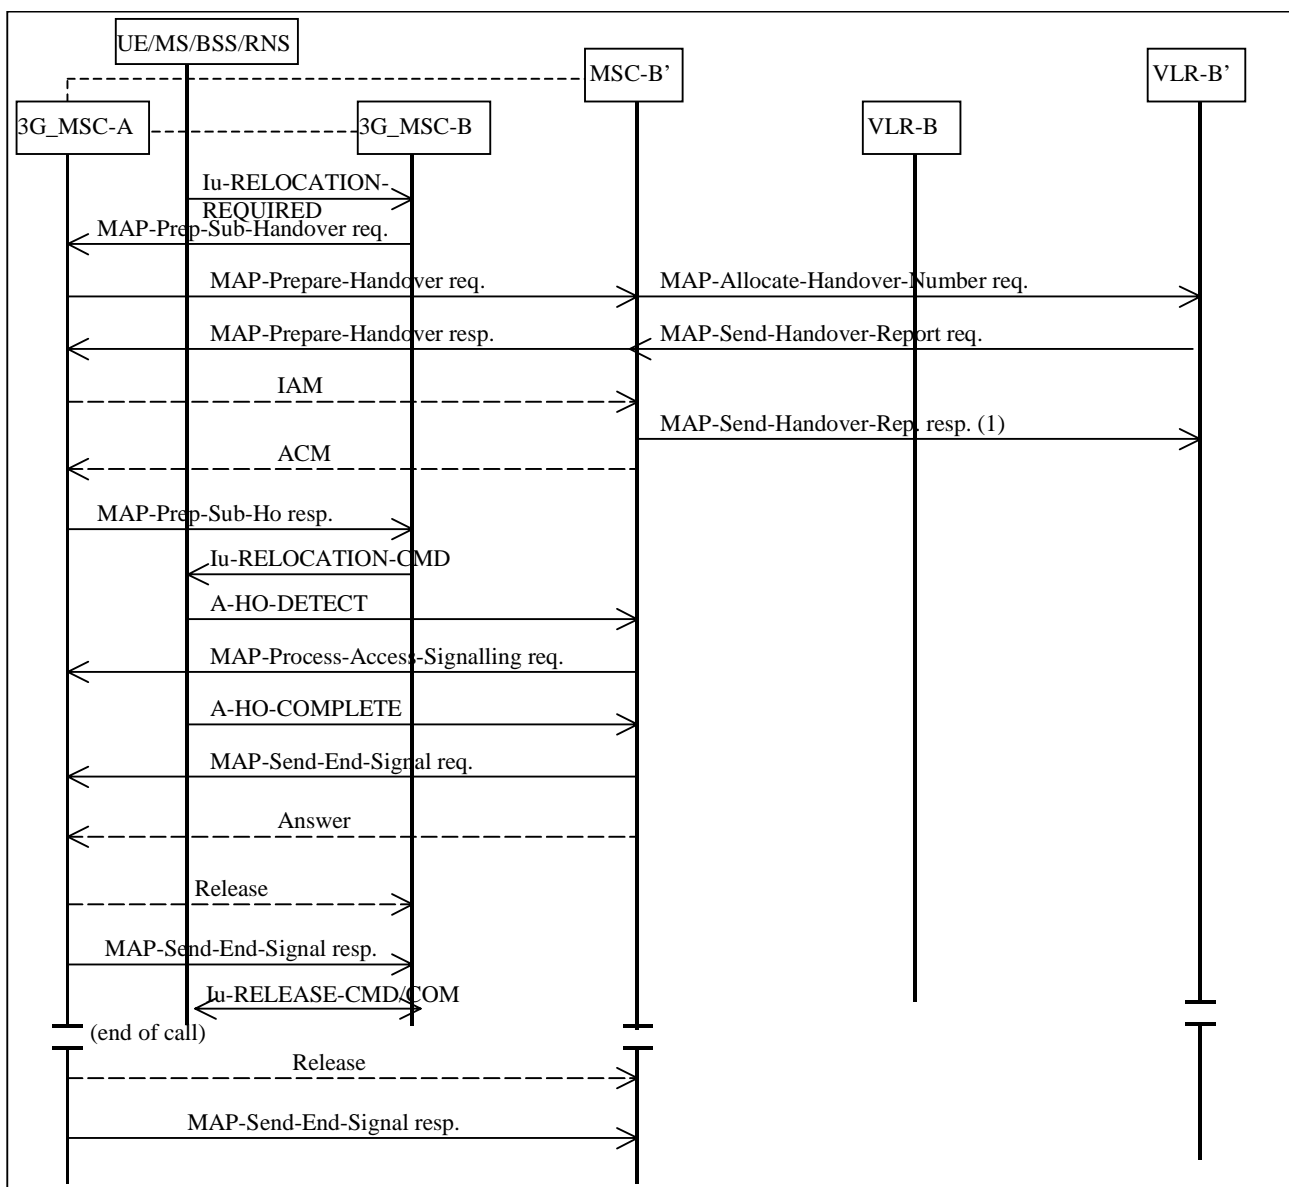 UE/MS/BSS/RNS
MSC-B’
VLR-B’
3G_MSC-A
3G_MSC-B
VLR-B
Iu-RELOCATION-
REQUIRED
MAP-Prep-Sub-Handover req.
MAP-Prepare-Handover req.
MAP-Allocate-Handover-Number req.
MAP-Prepare-Handover resp.
MAP-Send-Handover-Report req.
IAM
MAP-Send-Handover-Rep. resp. (1)
ACM
MAP-Prep-Sub-Ho resp.
Iu-RELOCATION-CMD
A-HO-DETECT
MAP-Process-Access-Signalling req.
A-HO-COMPLETE
MAP-Send-End-Signal req.
Answer
Release
MAP-Send-End-Signal resp.
Iu-RELEASE-CMD/COM
(end of call)
Release
MAP-Send-End-Signal resp.